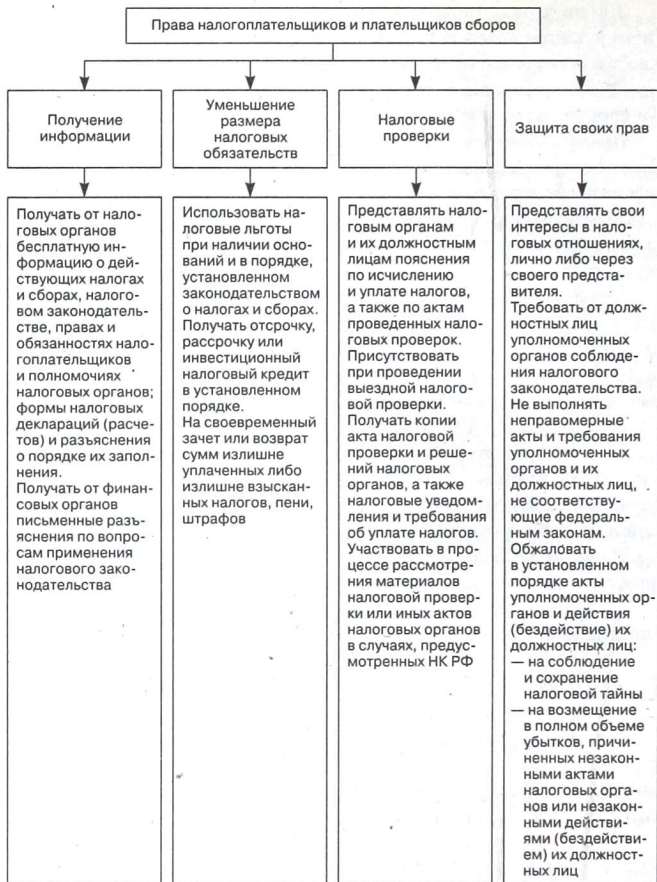 Права налогоплательщиков и плательщиков сборов
Получение
информации
Уменьшение
размера
налоговых
обязательств
Налоговые
проверки
Защита своих прав
Получать от нало-
говых органов
бесплатную ин-
формацию о дей-
ствующих налогах
и сборах, налого-
вом законодатель-
стве, правах и
обязанностях нало-
гоплательщиков
и полномочиях
налоговых органов;
формы налоговых
деклараций (расче-
тов) и разъяснения
о порядке их запол-
нения.
Получать от финан-
совых органов
письменные разъ-
яснения по вопро-
сам применения
налогового зако-
нодательства
Использовать на-
логовые льготы
при наличии осно-
ваний и в порядке,
установленном
законодательством
о налогах и сборах.
Получать отсрочку,
рассрочку или
инвестиционный
налоговый кредит
в установленном
порядке.
На своевременный
зачет или возврат
сумм излишне
уплаченных либо
излишне взыскан-
ных налогов, пени,
штрафов
Представлять нало-
говым органам
и их должностным
лицам пояснения
по исчислению
и уплате налогов,
а также по актам
проведенных нало-
говых проверок.
Присутствовать
при проведении
выездной налого-
вой проверки.
Получать копии
акта налоговой
проверки и реше-
ний налоговых
органов, а также
налоговые уведом-
ления и требования
об уплате налогов.
Участвовать в про-
цессе рассмотре-
ния материалов
налоговой провер-
ки или иных актов
налоговых органов
в случаях, предус-
мотренных НК РФ
Представлять свои
интересы в нало-
говых отношениях,
лично либо через
своего предста-
вителя.
Требовать от долж-
ностных лиц
уполномоченных
органов соблюде-
ния налогового
законодательства.
Не выполнять
неправомерные
акты и требования
уполномоченных
органов и их
должностных лиц,
не соответству-
ющие федераль-
ным законам.
Обжаловать
в установленном
порядке акты
уполномоченных ор-
ганов и действия
(бездействие) их
должностных лиц:
— на соблюдение
и сохранение
налоговой тайны
— на возмещение
в полном объеме
убытков, причи-
ненных незакон-
ными актами
налоговых орга-
нов или незакон-
ными действи-
ями (бездействи-
ем) их должност-
ных лиц